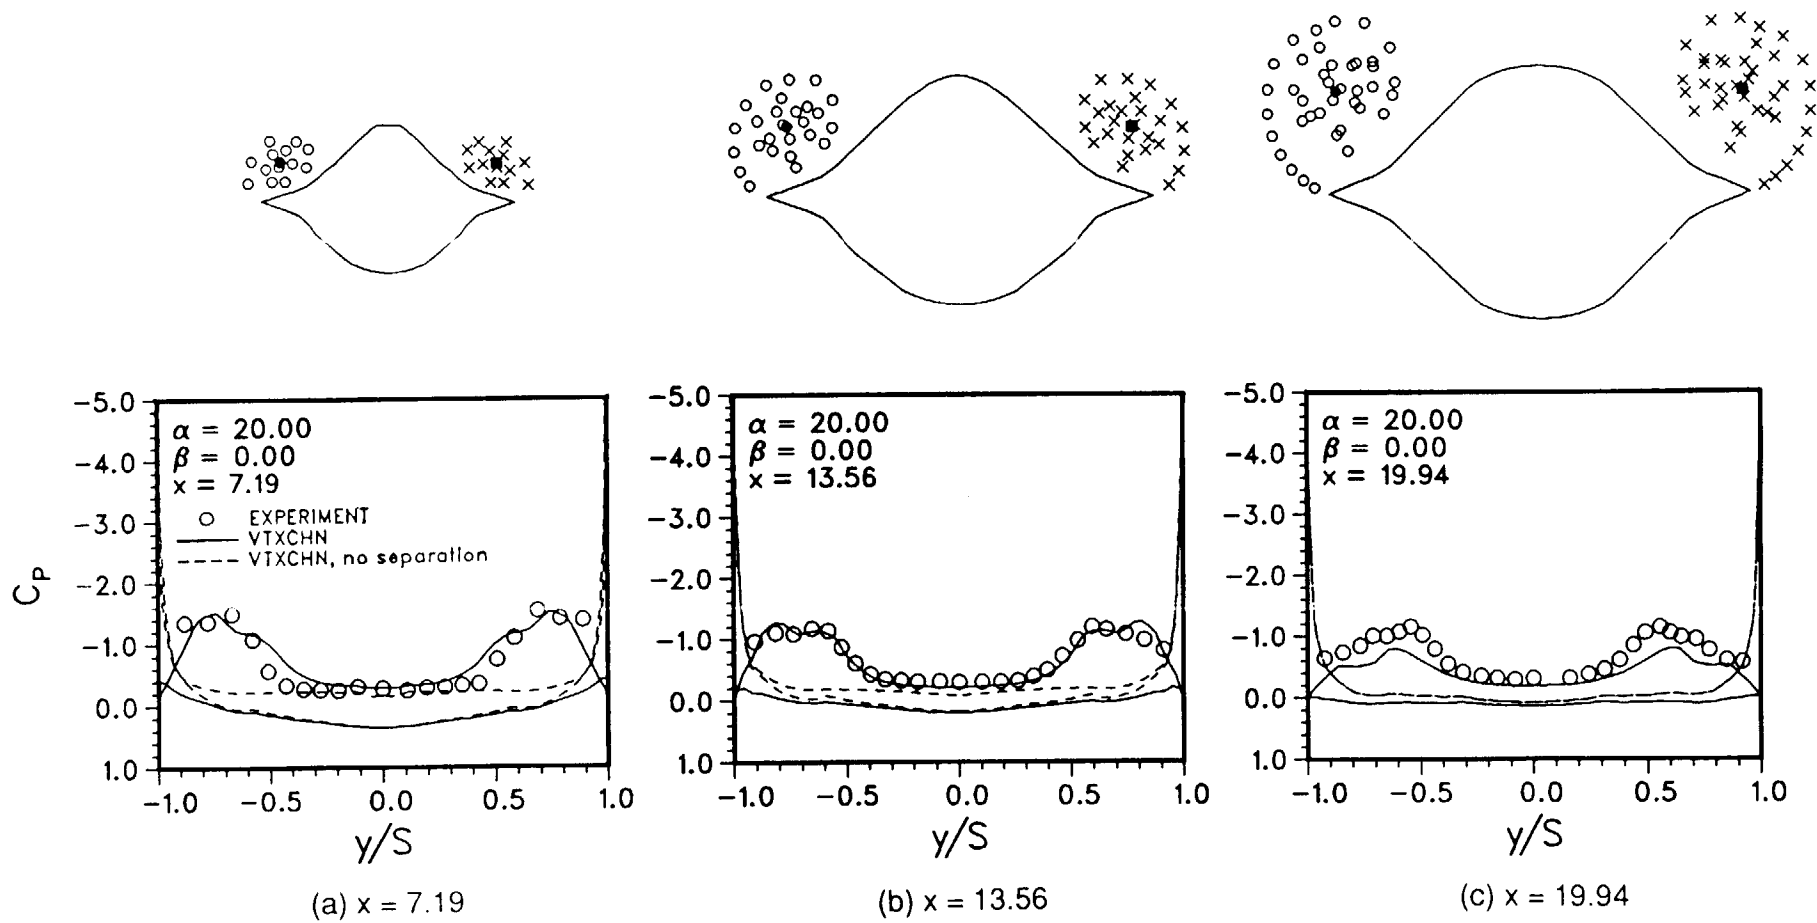 −5.0
−4.0
−3.0
−2.0
−1.0
0.0
1.0
C_P
α = 20.00
β = 0.00
x = 7.19
EXPERIMENT
VTXCHN
VTXCHN, no separation
−1.0 −0.5 0.0 0.5 1.0
y/S
(a) x = 7.19
−5.0
−4.0
−3.0
−2.0
−1.0
0.0
1.0
α = 20.00
β = 0.00
x = 13.56
−1.0 −0.5 0.0 0.5 1.0
y/S
(b) x = 13.56
−5.0
−4.0
−3.0
−2.0
−1.0
0.0
1.0
α = 20.00
β = 0.00
x = 19.94
−1.0 −0.5 0.0 0.5 1.0
y/S
(c) x = 19.94